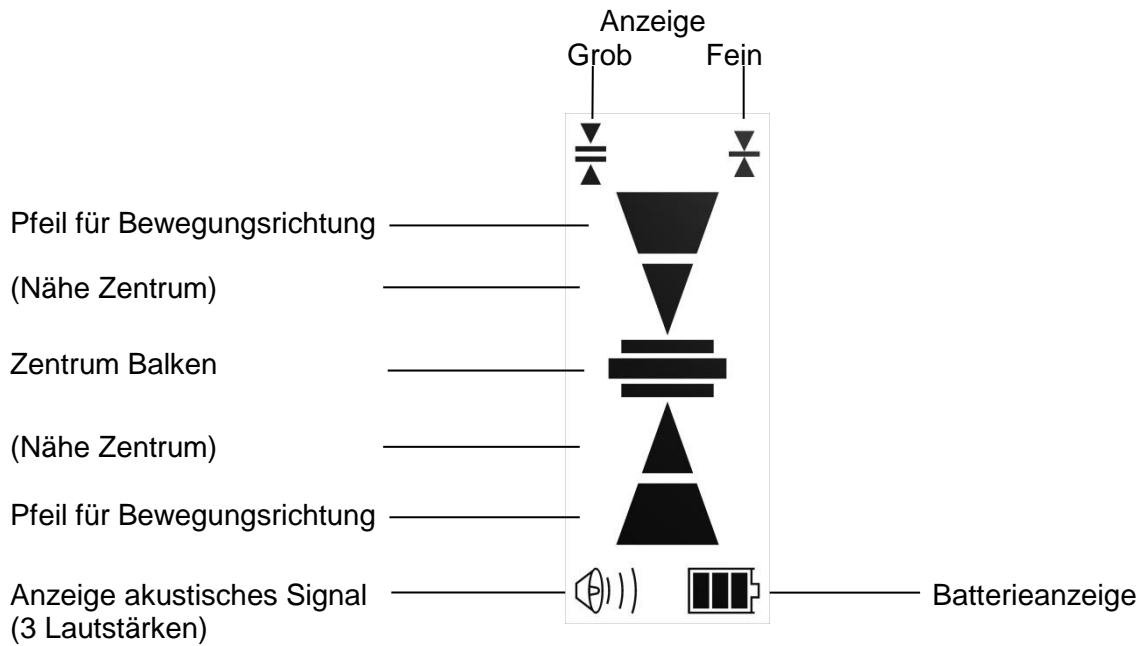 Anzeige
Grob Fein
Pfeil für Bewegungsrichtung
(Nähe Zentrum)
Zentrum Balken
(Nähe Zentrum)
Pfeil für Bewegungsrichtung
Anzeige akustisches Signal
(3 Lautstärken)
Batterieanzeige